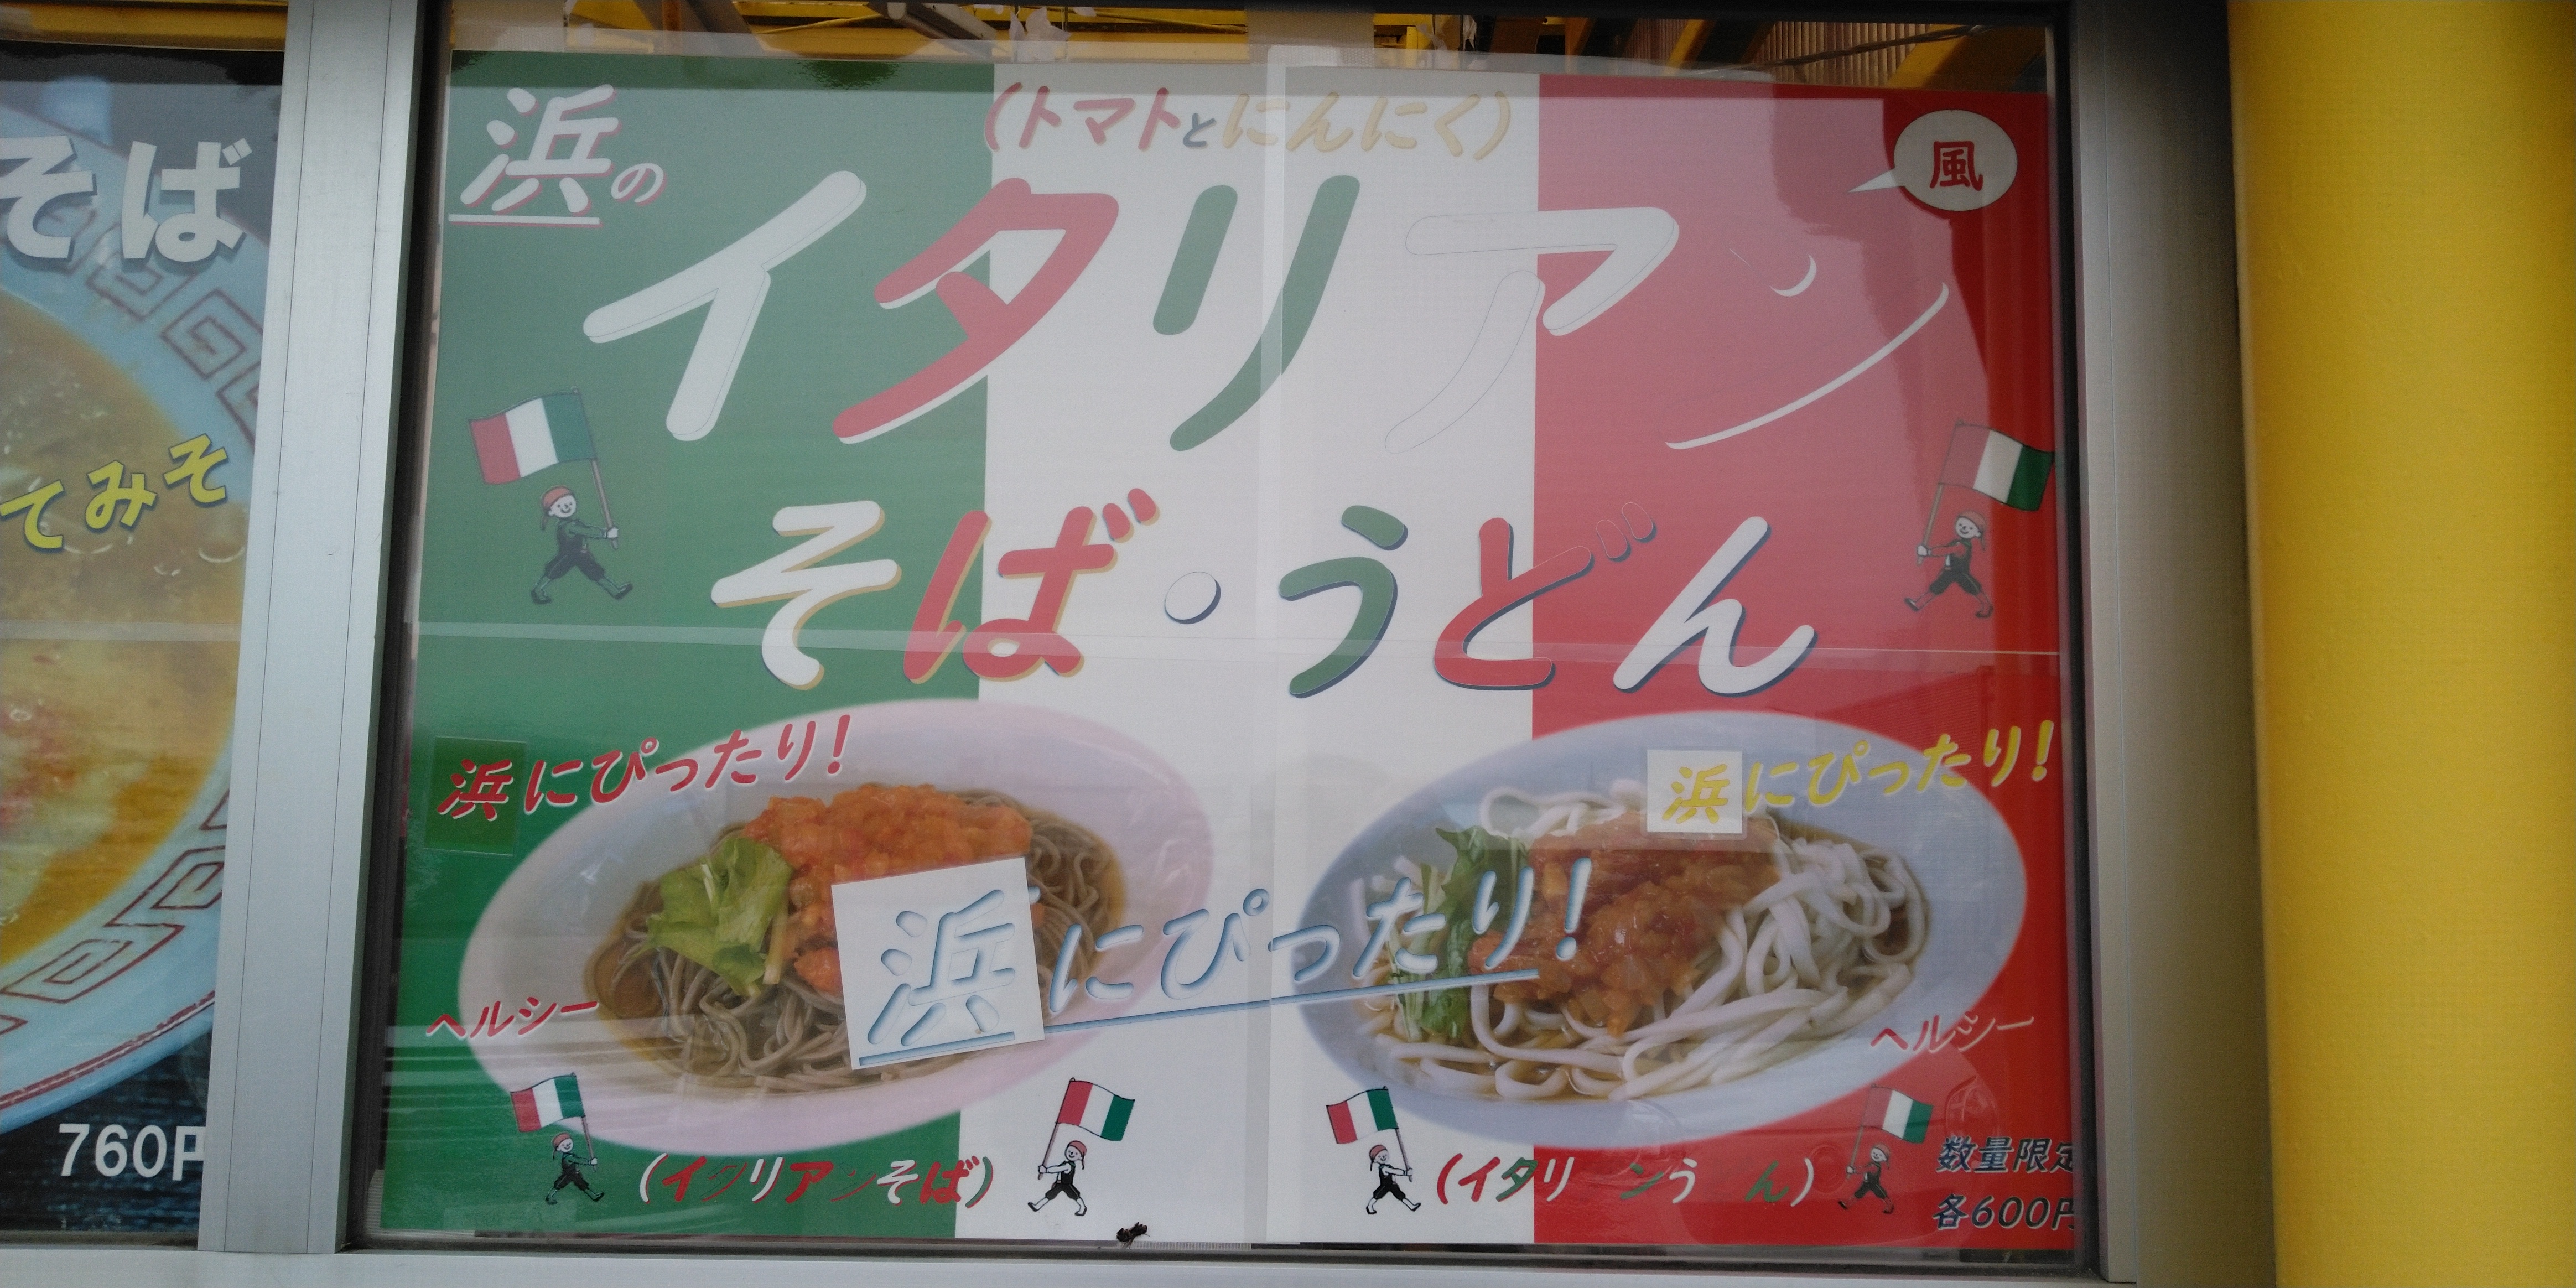 そば
てみそ
760円
浜の
(トマトとにんにく)
風
イタリアン
そば・うどん
浜にぴったり!
浜にぴったり!
浜にぴったり!
ヘルシー
ヘルシー
(イタリアンそば)
(イタリアンうどん)
数量限定
各600円